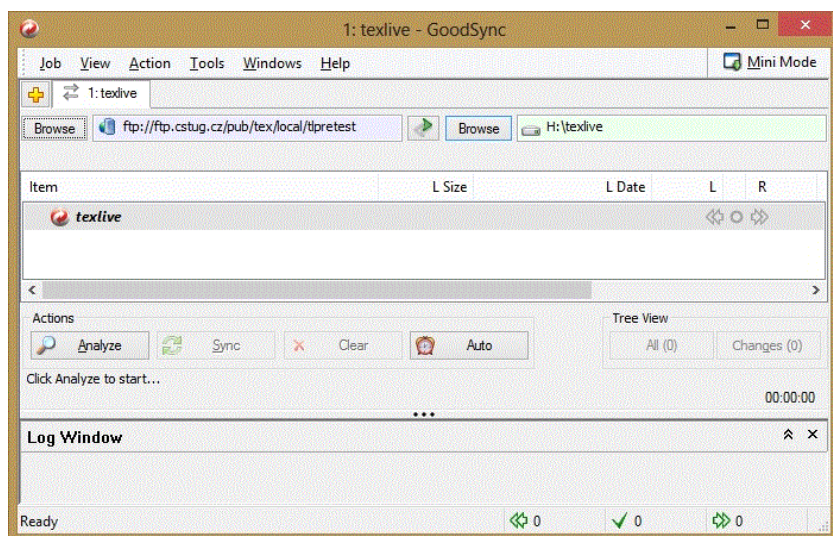 1: texlive - GoodSync
Job View Action Tools Windows Help Mini Mode
1: texlive
Browse ftp://ftp.cstug.cz/pub/tex/local/tlpretest Browse H:\texlive
Item L Size L Date L R
texlive
Actions Tree View
Analyze Sync Clear Auto All (0) Changes (0)
Click Analyze to start...
00:00:00
Log Window
Ready 0 0 0